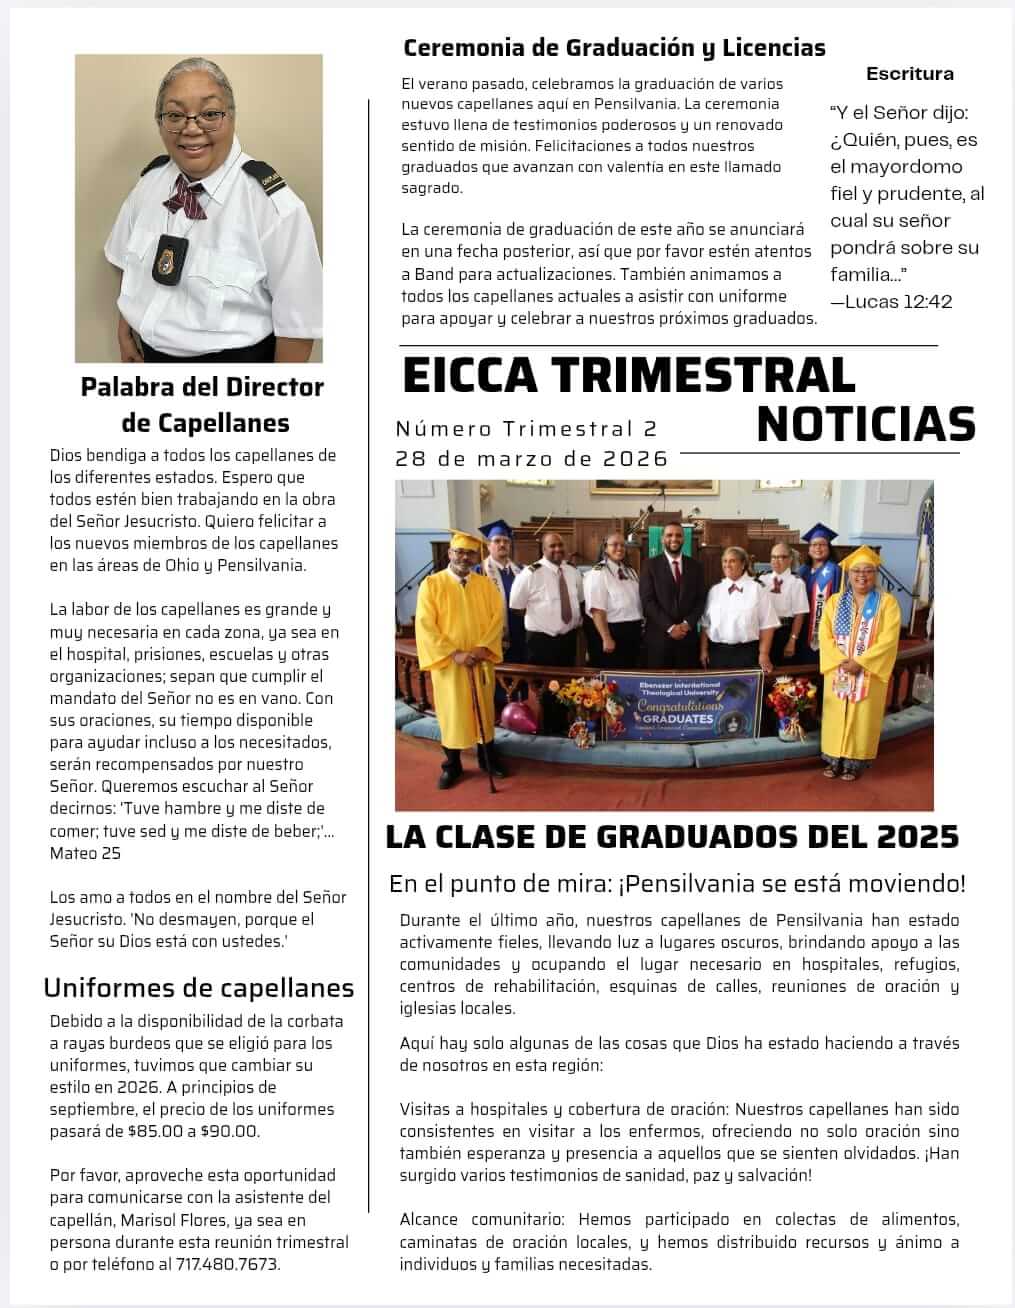 Palabra del Director
de Capellanes
Dios bendiga a todos los capellanes de
los diferentes estados. Espero que
todos estén bien trabajando en la obra
del Señor Jesucristo. Quiero felicitar a
los nuevos miembros de los capellanes
en las áreas de Ohio y Pensilvania.
La labor de los capellanes es grande y
muy necesaria en cada zona, ya sea en
el hospital, prisiones, escuelas y otras
organizaciones; sepan que cumplir el
mandato del Señor no es en vano. Con
sus oraciones, su tiempo disponible
para ayudar incluso a los necesitados,
serán recompensados por nuestro
Señor. Queremos escuchar al Señor
decirnos: 'Tuve hambre y me diste de
comer; tuve sed y me diste de beber;'...
Mateo 25
Los amo a todos en el nombre del Señor
Jesucristo. 'No desmayen, porque el
Señor su Dios está con ustedes.'
Uniformes de capellanes
Debido a la disponibilidad de la corbata
a rayas burdeos que se eligió para los
uniformes, tuvimos que cambiar su
estilo en 2026. A principios de
septiembre, el precio de los uniformes
pasará de $85.00 a $90.00.
Por favor, aproveche esta oportunidad
para comunicarse con la asistente del
capellán, Marisol Flores, ya sea en
persona durante esta reunión trimestral
o por teléfono al 717.480.7673.
Ceremonia de Graduación y Licencias
El verano pasado, celebramos la graduación de varios
nuevos capellanes aquí en Pensilvania. La ceremonia
estuvo llena de testimonios poderosos y un renovado
sentido de misión. Felicitaciones a todos nuestros
graduados que avanzan con valentía en este llamado
sagrado.
La ceremonia de graduación de este año se anunciará
en una fecha posterior, así que por favor estén atentos
a Band para actualizaciones. También animamos a
todos los capellanes actuales a asistir con uniforme
para apoyar y celebrar a nuestros próximos graduados.
Escritura
“Y el Señor dijo:
¿Quién, pues, es
el mayordomo
fiel y prudente, al
cual su señor
pondrá sobre su
familia...”
—Lucas 12:42
EICCA TRIMESTRAL
NOTICIAS
Número Trimestral 2
28 de marzo de 2026
Ebenezer International
Theological University
Congratulations
GRADUATES
LA CLASE DE GRADUADOS DEL 2025
En el punto de mira: ¡Pensilvania se está moviendo!
Durante el último año, nuestros capellanes de Pensilvania han estado
activamente fieles, llevando luz a lugares oscuros, brindando apoyo a las
comunidades y ocupando el lugar necesario en hospitales, refugios,
centros de rehabilitación, esquinas de calles, reuniones de oración y
iglesias locales.
Aquí hay solo algunas de las cosas que Dios ha estado haciendo a través
de nosotros en esta región:
Visitas a hospitales y cobertura de oración: Nuestros capellanes han sido
consistentes en visitar a los enfermos, ofreciendo no solo oración sino
también esperanza y presencia a aquellos que se sienten olvidados. ¡Han
surgido varios testimonios de sanidad, paz y salvación!
Alcance comunitario: Hemos participado en colectas de alimentos,
caminatas de oración locales, y hemos distribuido recursos y ánimo a
individuos y familias necesitadas.